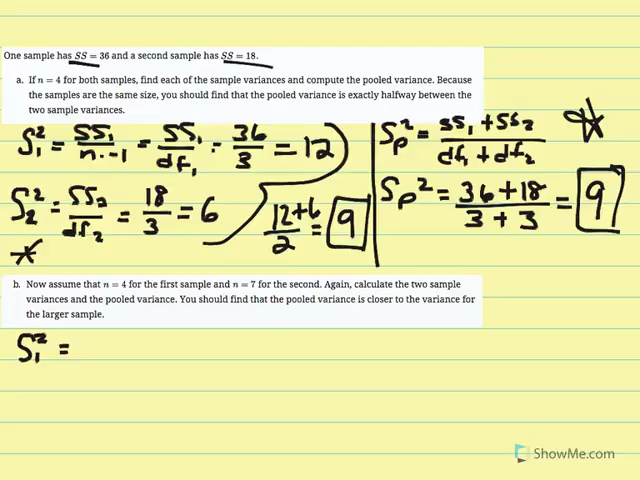 One sample has SS = 36 and a second sample has SS = 18.
a. If n = 4 for both samples, find each of the sample variances and compute the pooled variance. Because
the samples are the same size, you should find that the pooled variance is exactly halfway between the
two sample variances.
S₁² = SS₁/n-1 = SS₁/df₁ = 36/3 = 12
S₂² = SS₂/df₂ = 18/3 = 6
12+6/2 = 9
Sp² = SS₁ + SS₂/df₁ + df₂
Sp² = 36 + 18/3 + 3 = 9
b. Now assume that n = 4 for the first sample and n = 7 for the second. Again, calculate the two sample
variances and the pooled variance. You should find that the pooled variance is closer to the variance for
the larger sample.
S₁² =
ShowMe.com